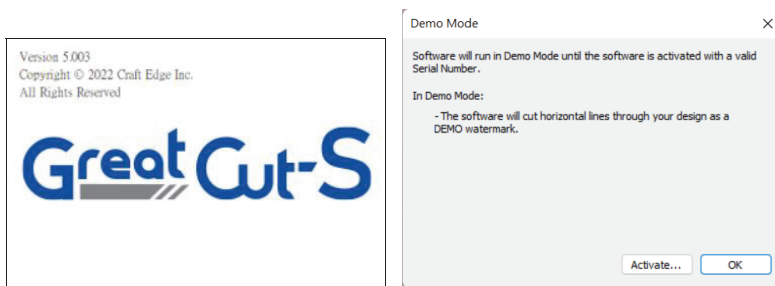 Version 5.003
Copyright © 2022 Craft Edge Inc.
All Rights Reserved
Great Cut-S
Demo Mode
Software will run in Demo Mode until the software is activated with a valid
Serial Number.
In Demo Mode:
- The software will cut horizontal lines through your design as a
DEMO watermark.
Activate...
OK